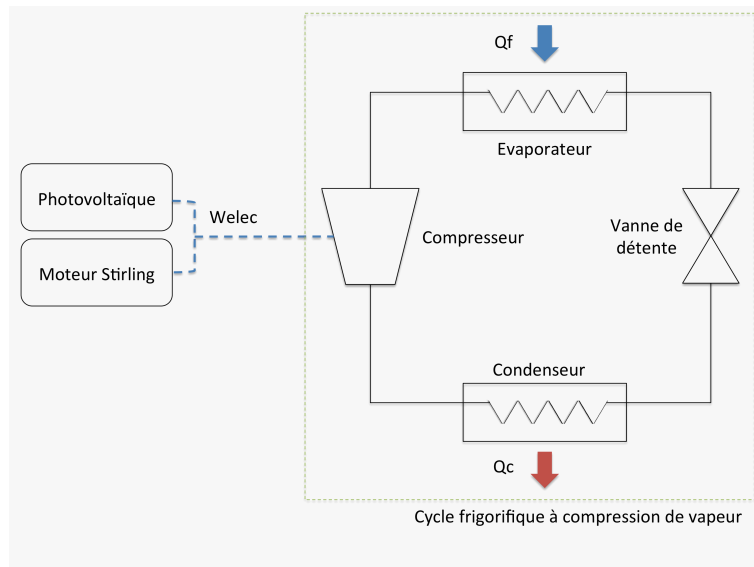 Qf
Evaporateur
Photovoltaïque
Welec
Compresseur
Vanne de
détente
Moteur Stirling
Condenseur
Qc
Cycle frigorifique à compression de vapeur